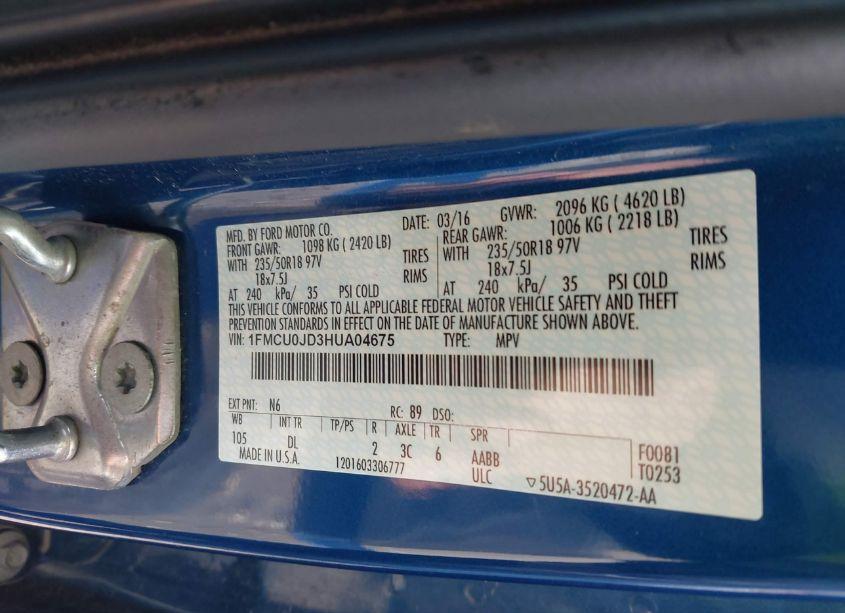 MFD. BY FORD MOTOR CO.
DATE: 03/16 GVWR: 2096 KG ( 4620 LB)
FRONT GAWR: 1098 KG ( 2420 LB)
REAR GAWR: 1006 KG ( 2218 LB)
WITH 235/50R18 97V TIRES
WITH 235/50R18 97V TIRES
18x7.5J RIMS
18x7.5J RIMS
AT 240 kPa/ 35 PSI COLD
AT 240 kPa/ 35 PSI COLD
THIS VEHICLE CONFORMS TO ALL APPLICABLE FEDERAL MOTOR VEHICLE SAFETY AND THEFT
PREVENTION STANDARDS IN EFFECT ON THE DATE OF MANUFACTURE SHOWN ABOVE.
VIN: 1FMCU0JD3HUA04675 TYPE: MPV
EXT PNT: N6 RC: 89 DSO:
WB INT TR TP/PS R AXLE TR SPR
105 DL 2 3C 6 AABB F0081
MADE IN U.S.A. 1201603306777 ULC ▽5U5A-3520472-AA T0253